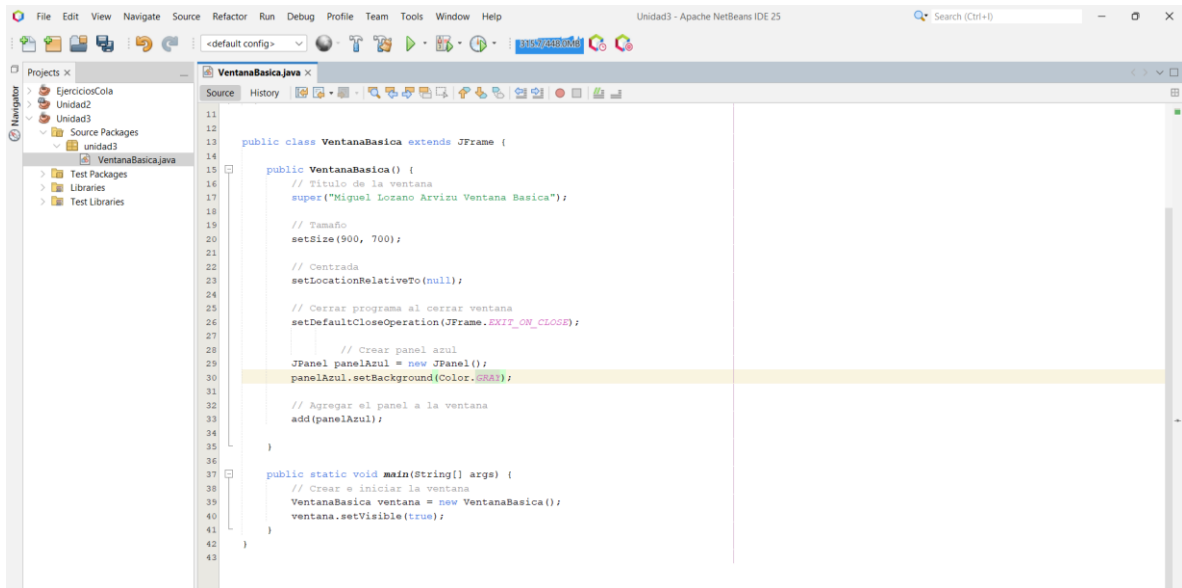 File Edit View Navigate Source Refactor Run Debug Profile Team Tools Window Help
Unidad3 - Apache NetBeans IDE 25
Search (Ctrl+I)
<default config>
Projects
VentanaBasica.java
Navigator
EjerciciosCola
Unidad2
Unidad3
Source Packages
unidad3
VentanaBasica.java
Test Packages
Libraries
Test Libraries
Source History
11
12
13 public class VentanaBasica extends JFrame {
14
15 public VentanaBasica() {
16 // Titulo de la ventana
17 super("Miguel Lozano Arvizu Ventana Basica");
18
19 // Tamaño
20 setSize(900, 700);
21
22 // Centrada
23 setLocationRelativeTo(null);
24
25 // Cerrar programa al cerrar ventana
26 setDefaultCloseOperation(JFrame.EXIT_ON_CLOSE);
27
28 // Crear panel azul
29 JPanel panelAzul = new JPanel();
30 panelAzul.setBackground(Color.GRAY);
31
32 // Agregar el panel a la ventana
33 add(panelAzul);
34
35 }
36
37 public static void main(String[] args) {
38 // Crear e iniciar la ventana
39 VentanaBasica ventana = new VentanaBasica();
40 ventana.setVisible(true);
41 }
42 }
43